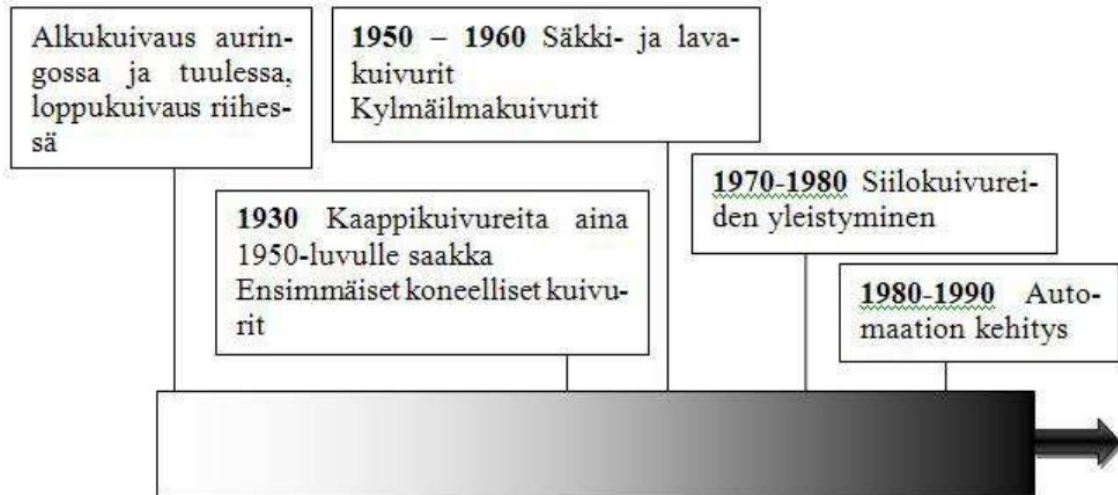 Alkukuivaus aurin-
gossa ja tuulessa,
loppukuivaus riihes-
sä
1950 – 1960 Säkki- ja lava-
kuivurit
Kylmäilmakuivurit
1930 Kaappikuivureita aina
1950-luvulle saakka
Ensimmäiset koneelliset kuivu-
rit
1970-1980 Siilokuivurei-
den yleistyminen
1980-1990 Auto-
maation kehitys